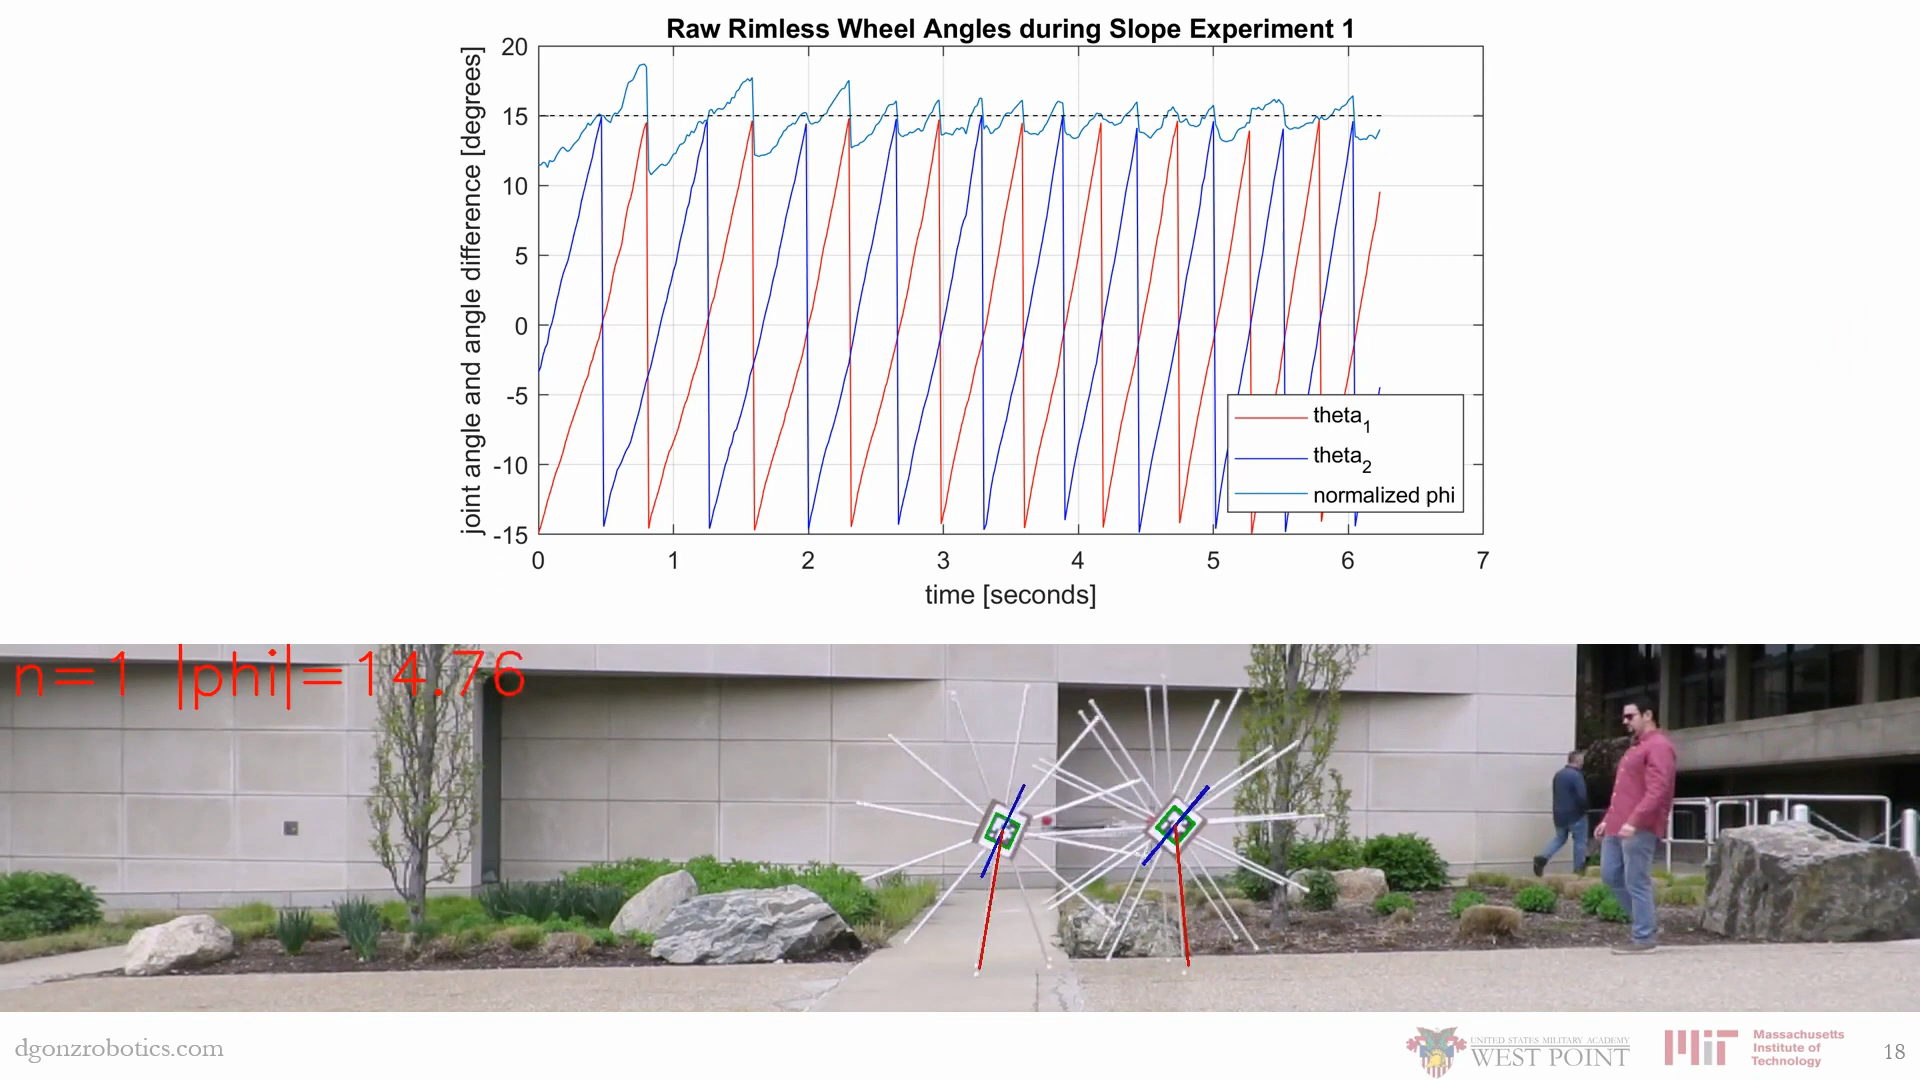 Raw Rimless Wheel Angles during Slope Experiment 1
joint angle and angle difference [degrees]
20
15
10
5
0
-5
-10
-15
0 1 2 3 4 5 6 7
time [seconds]
theta1
theta2
normalized phi
n=1 |phi|=14.76
dgonzrobotics.com
UNITED STATES MILITARY ACADEMY
WEST POINT
MIT
Massachusetts
Institute of
Technology
18